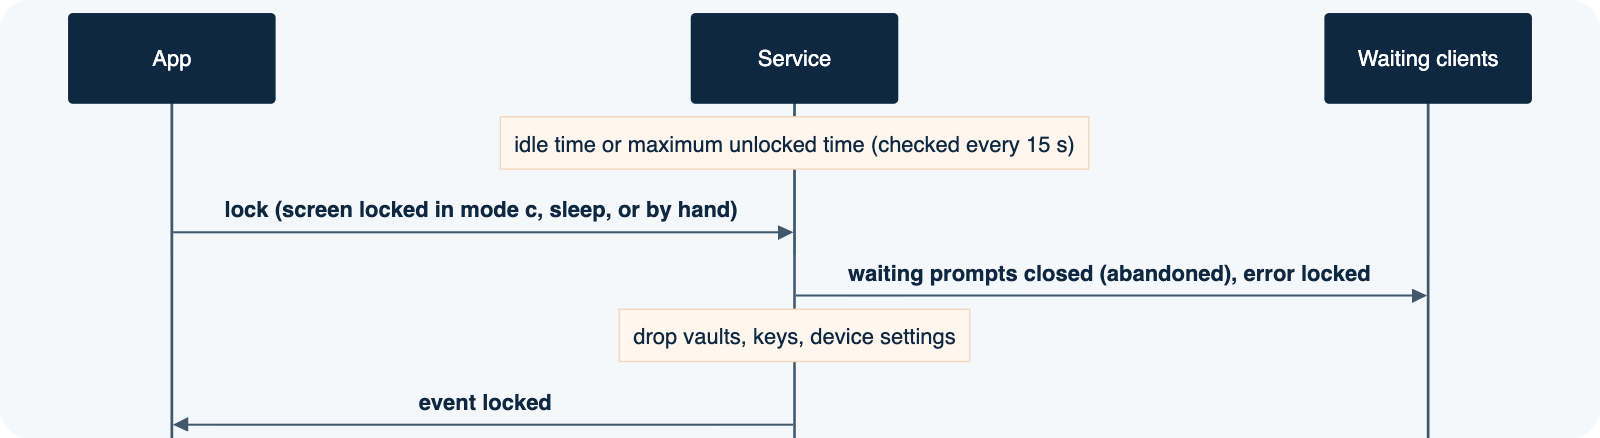 App
Service
Waiting clients
idle time or maximum unlocked time (checked every 15 s)
lock (screen locked in mode c, sleep, or by hand)
waiting prompts closed (abandoned), error locked
drop vaults, keys, device settings
event locked